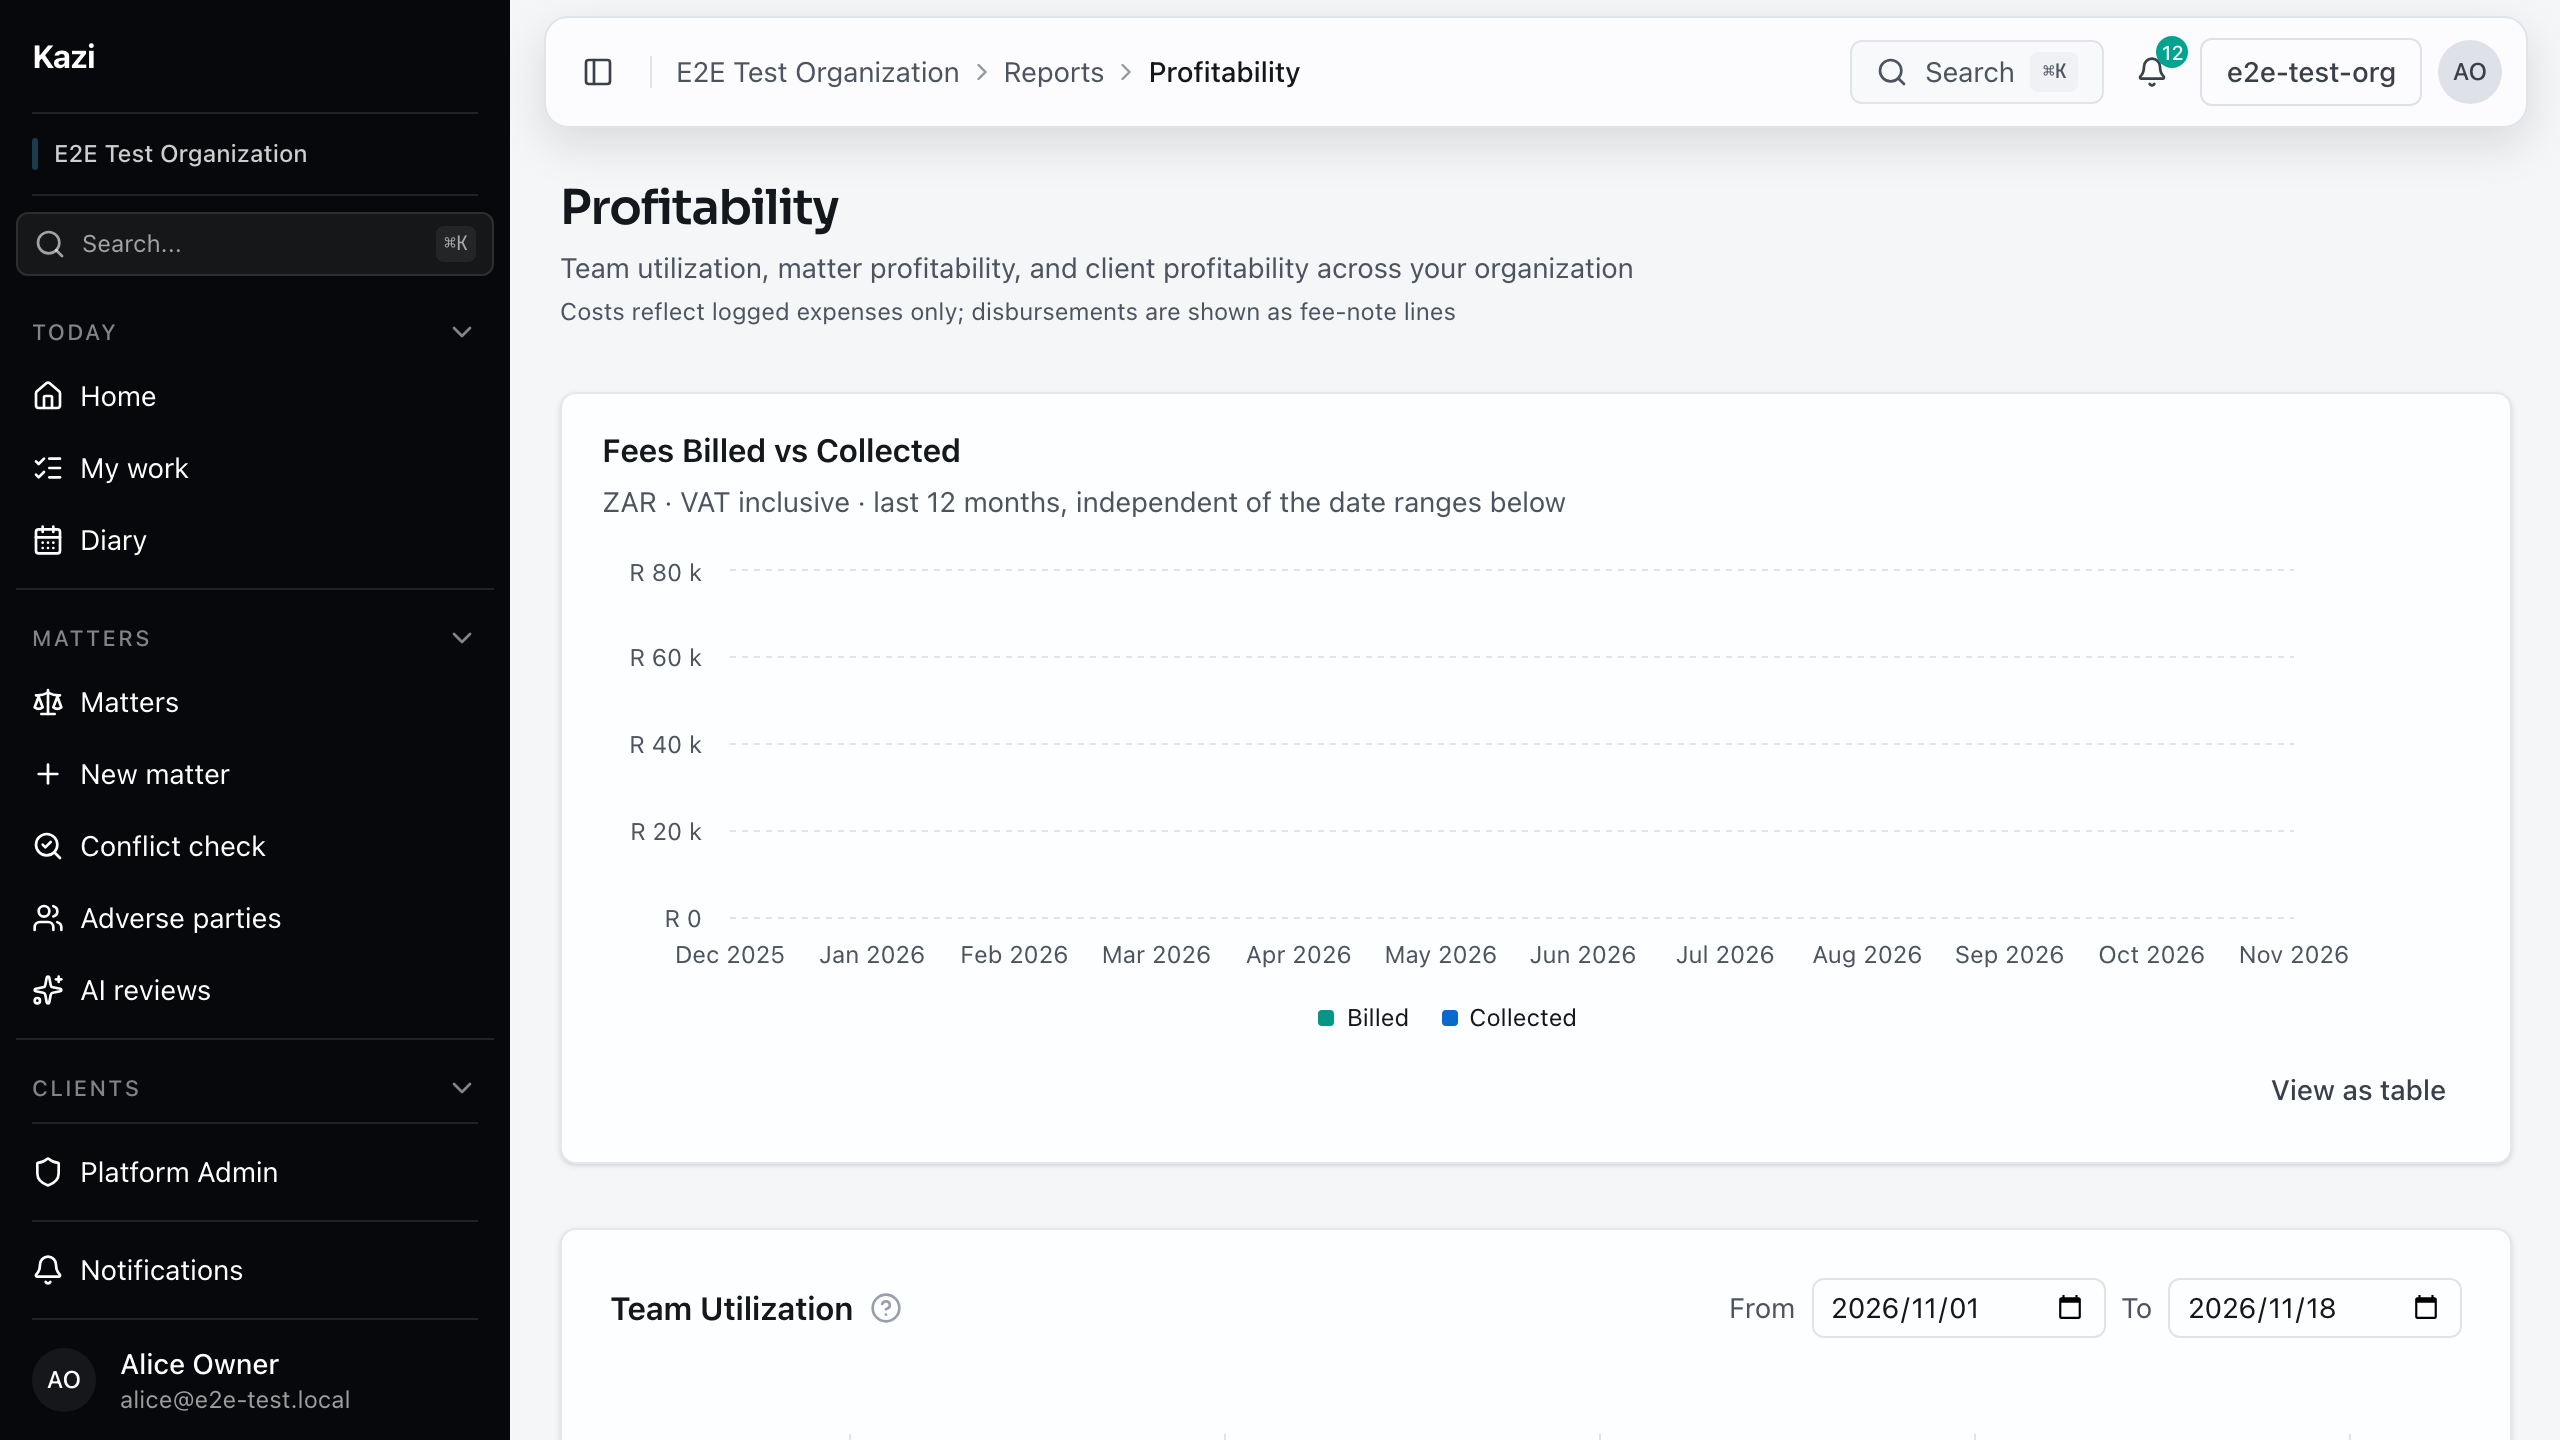 Kazi
E2E Test Organization
Search...
⌘K
TODAY
Home
My work
Diary
MATTERS
Matters
New matter
Conflict check
Adverse parties
AI reviews
CLIENTS
Platform Admin
Notifications
AO
Alice Owner
alice@e2e-test.local
E2E Test Organization > Reports > Profitability
Search ⌘K
12
e2e-test-org
AO
Profitability
Team utilization, matter profitability, and client profitability across your organization
Costs reflect logged expenses only; disbursements are shown as fee-note lines
Fees Billed vs Collected
ZAR · VAT inclusive · last 12 months, independent of the date ranges below
R 80 k
R 60 k
R 40 k
R 20 k
R 0
Dec 2025 Jan 2026 Feb 2026 Mar 2026 Apr 2026 May 2026 Jun 2026 Jul 2026 Aug 2026 Sep 2026 Oct 2026 Nov 2026
Billed Collected
View as table
Team Utilization ?
From 2026/11/01 To 2026/11/18